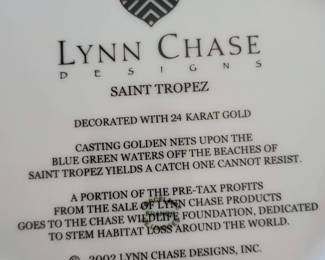 LYNN CHASE
DESIGNS
SAINT TROPEZ
DECORATED WITH 24 KARAT GOLD
CASTING GOLDEN NETS UPON THE
BLUE GREEN WATERS OFF THE BEACHES OF
SAINT TROPEZ YIELDS A CATCH ONE CANNOT RESIST.
A PORTION OF THE PRE-TAX PROFITS
FROM THE SALE OF LYNN CHASE PRODUCTS
GOES TO THE CHASE WILDLIFE FOUNDATION, DEDICATED
TO STEM HABITAT LOSS AROUND THE WORLD.
© 2002 LYNN CHASE DESIGNS, INC.